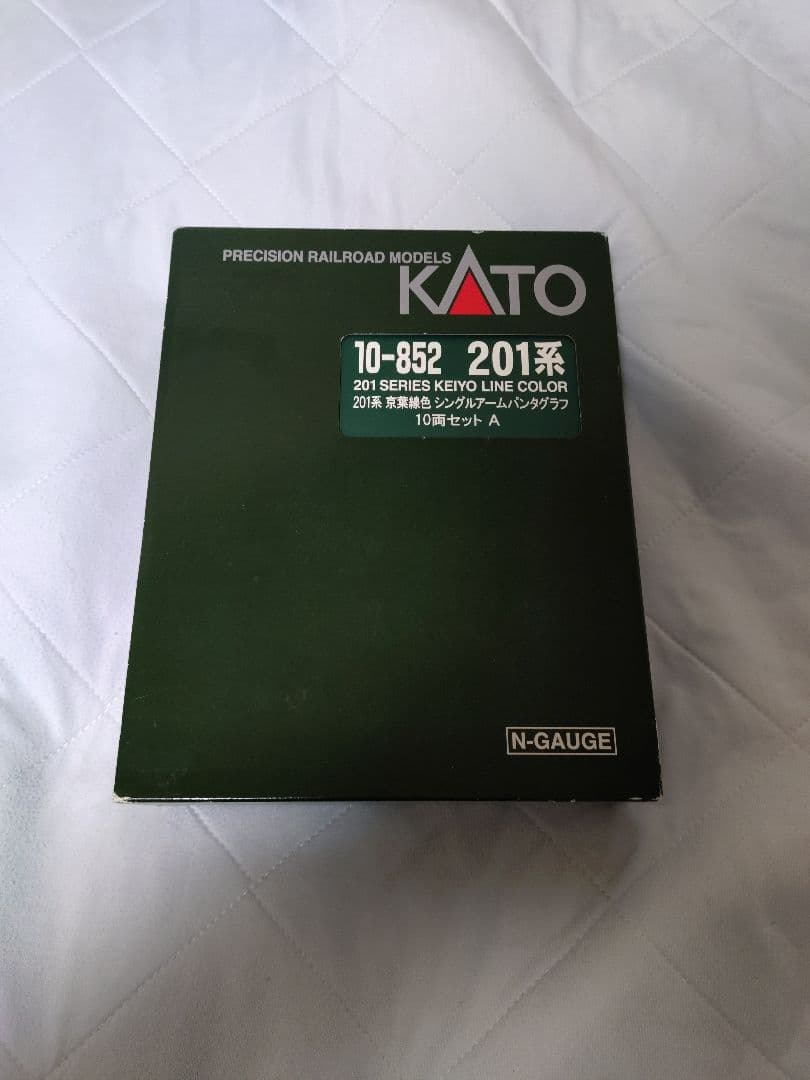 PRECISION RAILROAD MODELS
KATO
10-852 201系
201 SERIES KEIYO LINE COLOR
201系 京葉線色 シングルアームパンタグラフ
10両セット A
N-GAUGE